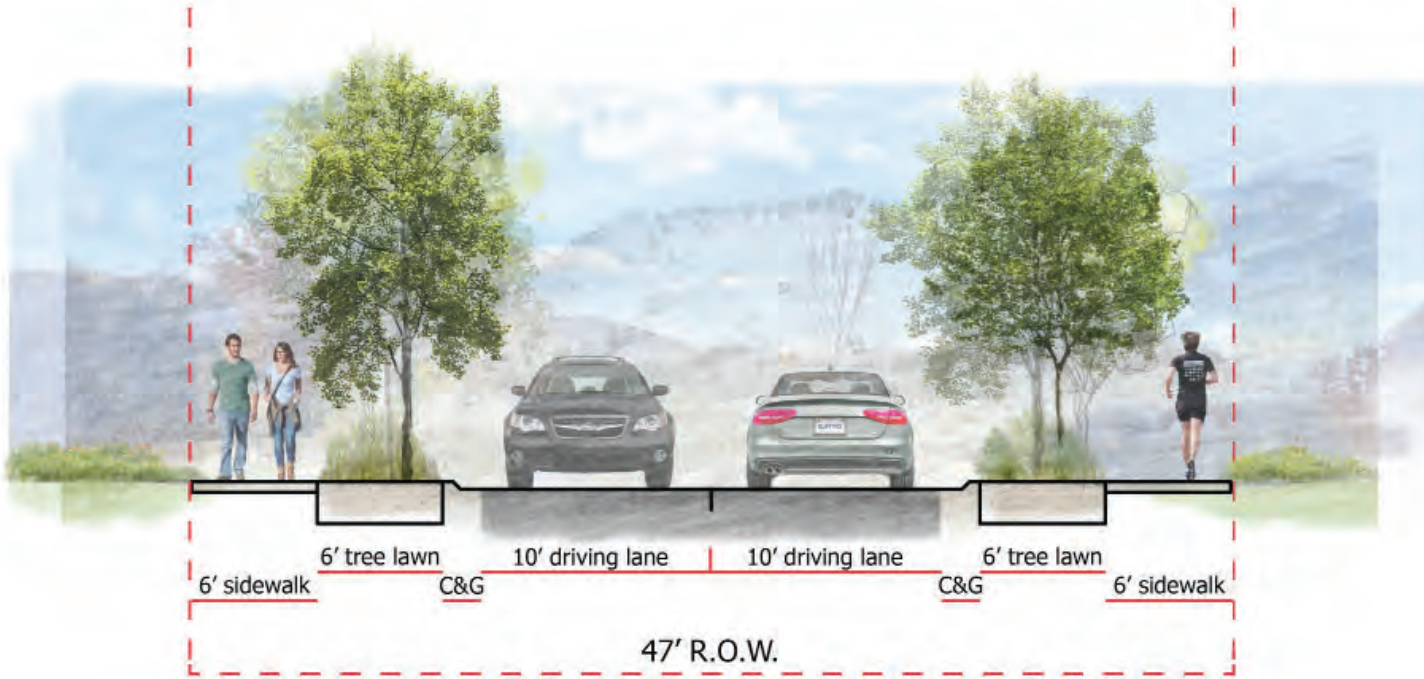 6’ tree lawn
10’ driving lane
10’ driving lane
6’ tree lawn
6’ sidewalk
C&G
C&G
6’ sidewalk
47’ R.O.W.